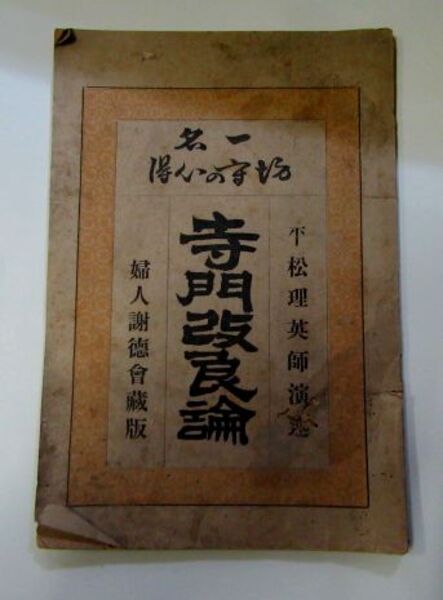 一名
坊守の心得
平松理英師演述
寺門改良論
婦人謝德會藏版